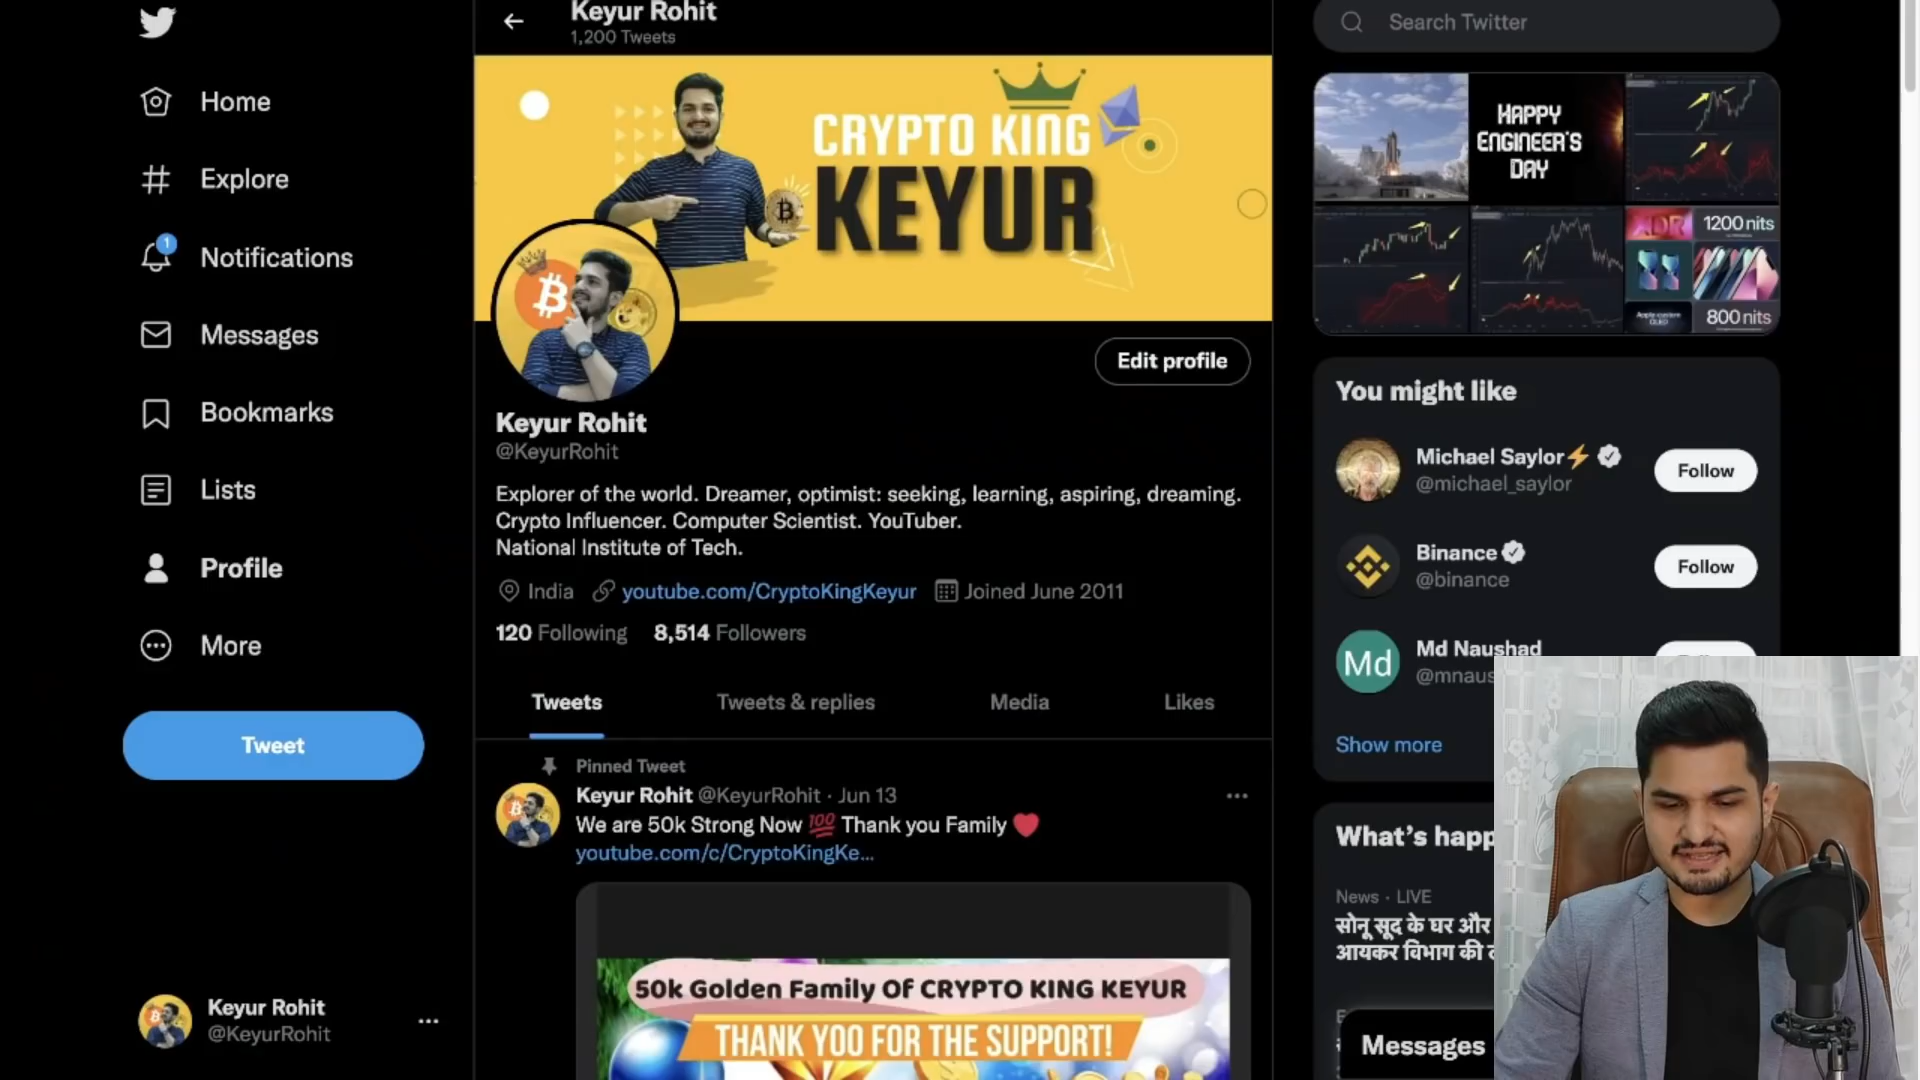 Keyur Rohit
1,200 Tweets
Search Twitter
Home
Explore
1
Notifications
Messages
Bookmarks
Lists
Profile
More
Tweet
Keyur Rohit
@KeyurRohit
CRYPTO KING
KEYUR
Edit profile
Keyur Rohit
@KeyurRohit
Explorer of the world. Dreamer, optimist: seeking, learning, aspiring, dreaming.
Crypto Influencer. Computer Scientist. YouTuber.
National Institute of Tech.
India youtube.com/CryptoKingKeyur Joined June 2011
120 Following 8,514 Followers
Tweets Tweets & replies Media Likes
Pinned Tweet
Keyur Rohit @KeyurRohit · Jun 13
We are 50k Strong Now 💯 Thank you Family ❤️
youtube.com/c/CryptoKingKe...
50k Golden Family OF CRYPTO KING KEYUR
THANK YOU FOR THE SUPPORT!
HAPPY
ENGINEER'S
DAY
1200 nits
800 nits
You might like
Michael Saylor⚡
@michael_saylor
Follow
Binance
@binance
Follow
Md
Md Naushad
@mnaus
Show more
What's happ
News · LIVE
सोनू सूद के घर और
आयकर विभाग की
Messages